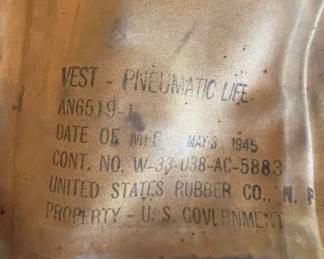 VEST - PNEUMATIC LIFE
AN6519-1
DATE OF MFR. MAY 3 1945
CONT. NO. W-33-038-AC-5883
UNITED STATES RUBBER CO., N.
PROPERTY - U. S. GOVERNMENT